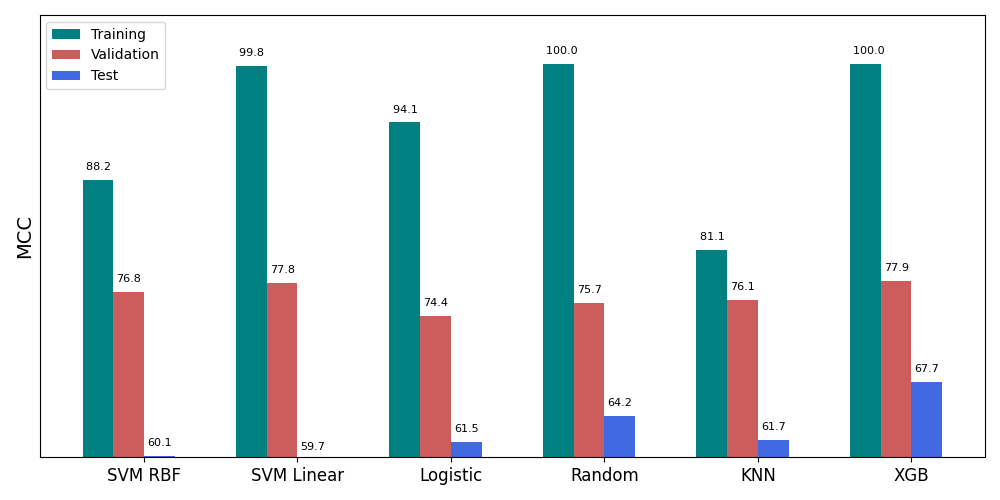 Training
Validation
Test
MCC
88.2
76.8
60.1
99.8
77.8
59.7
94.1
74.4
61.5
100.0
75.7
64.2
81.1
76.1
61.7
100.0
77.9
67.7
SVM RBF
SVM Linear
Logistic
Random
KNN
XGB